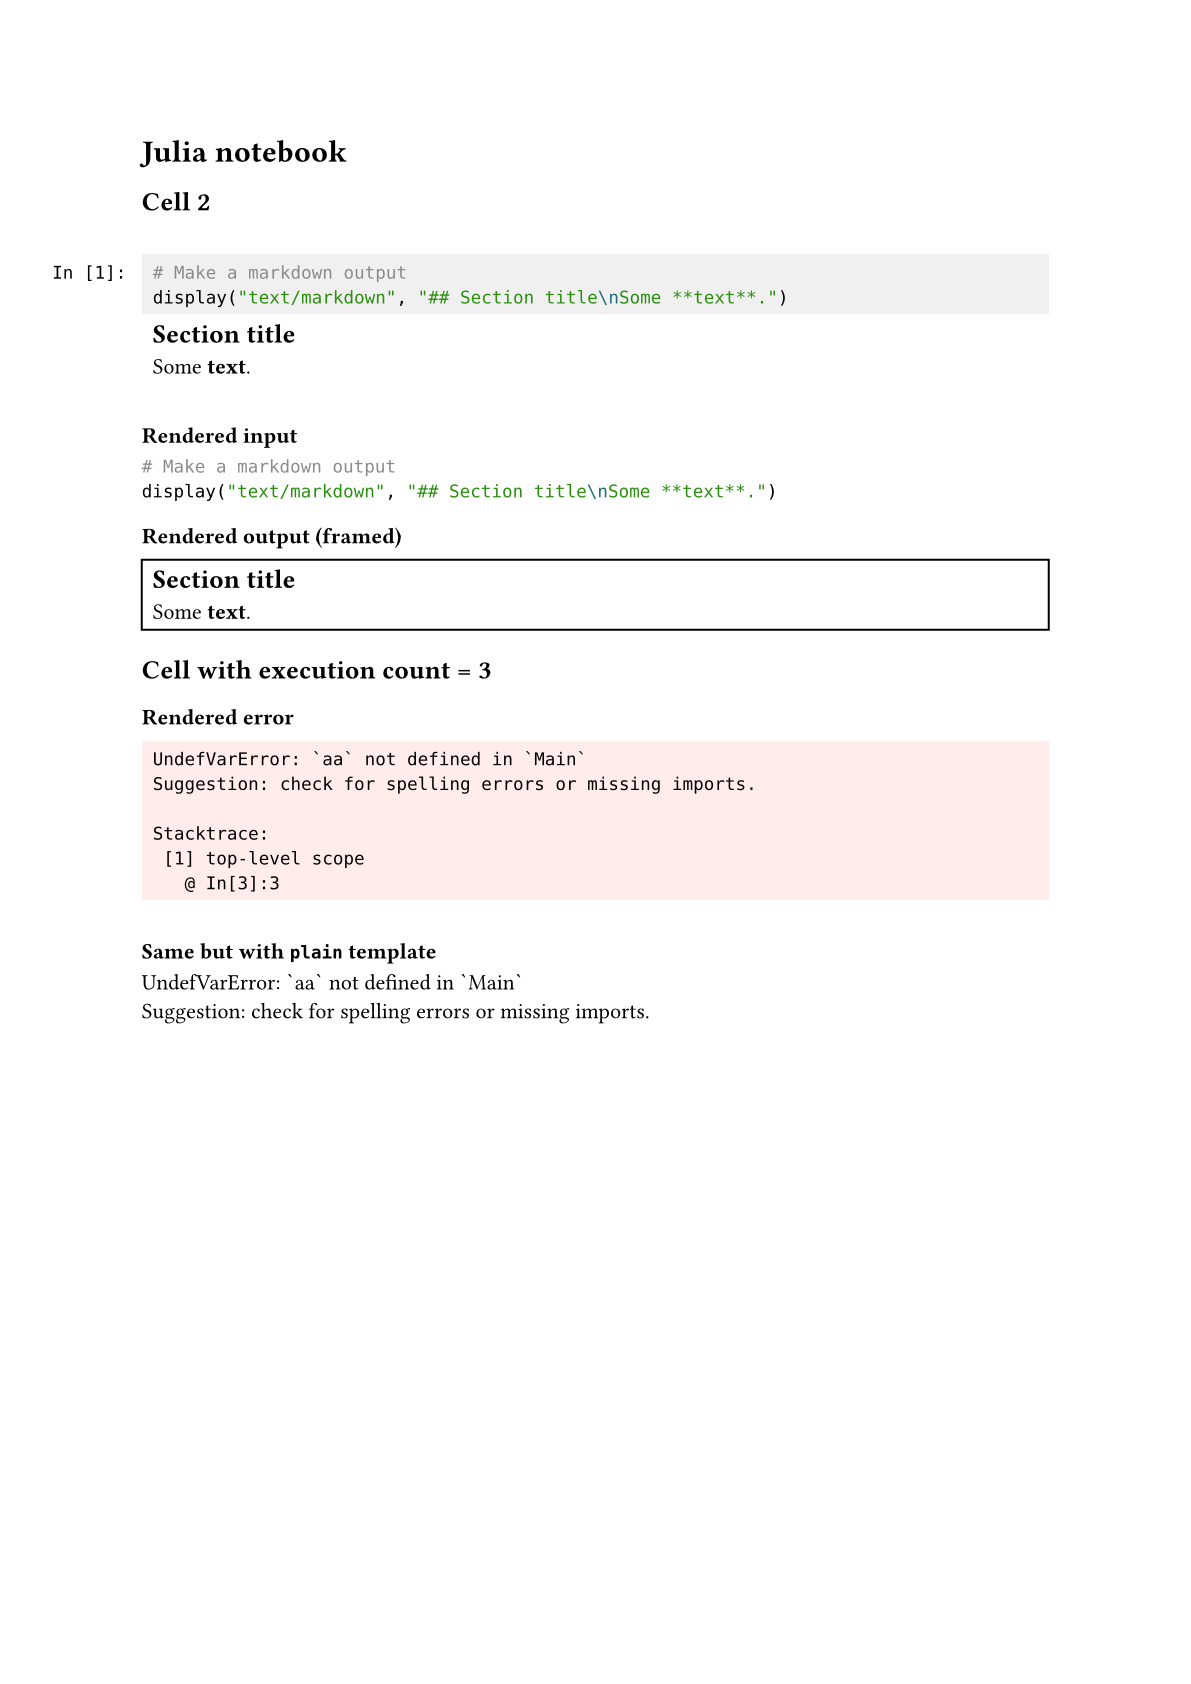 Julia notebook
Cell 2
In [1]: # Make a markdown output
display("text/markdown", "## Section title\nSome **text**.")
Section title
Some text.
Rendered input
# Make a markdown output
display("text/markdown", "## Section title\nSome **text**.")
Rendered output (framed)
Section title
Some text.
Cell with execution count = 3
Rendered error
UndefVarError: `aa` not defined in `Main`
Suggestion: check for spelling errors or missing imports.
Stacktrace:
[1] top-level scope
@ In[3]:3
Same but with plain template
UndefVarError: `aa` not defined in `Main`
Suggestion: check for spelling errors or missing imports.